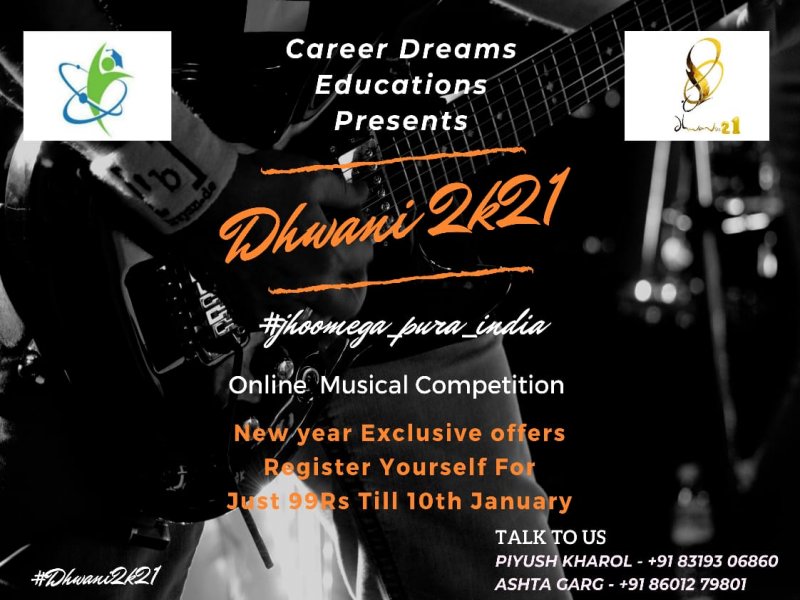 Career Dreams
Educations
Presents
Dhwani 2k21
#jhoomega_pura_india
Online Musical Competition
New year Exclusive offers
Register Yourself For
Just 99Rs Till 10th January
TALK TO US
PIYUSH KHAROL - +91 83193 06860
ASHTA GARG - +91 86012 79801
#Dhwani2k21